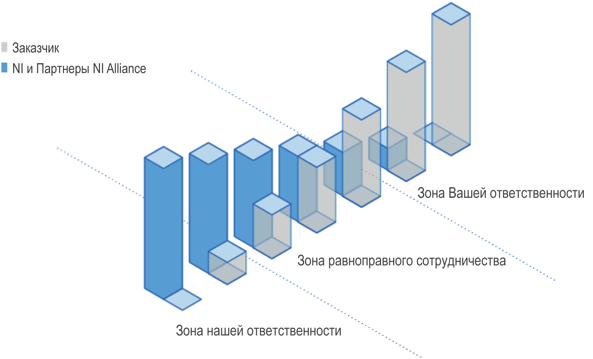 Заказчик
NI и Партнеры NI Alliance
Зона Вашей ответственности
Зона равноправного сотрудничества
Зона нашей ответственности